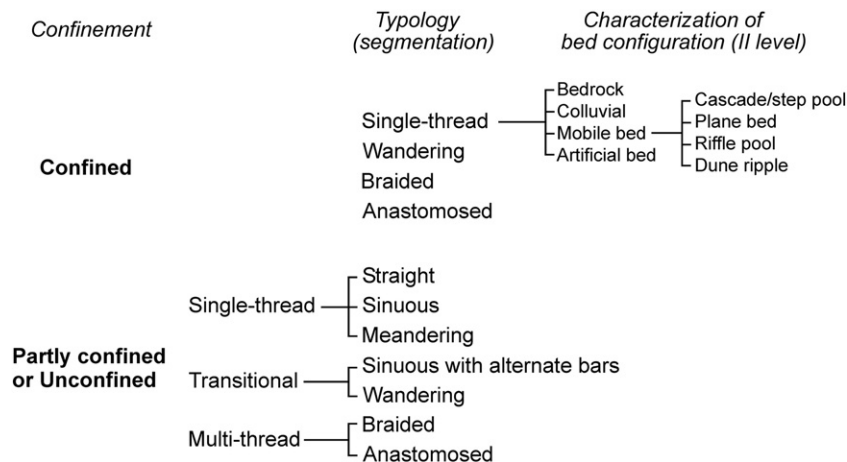 Confinement
Typology
(segmentation)
Characterization of
bed configuration (II level)
Confined
Single-thread
Wandering
Braided
Anastomosed
Bedrock
Colluvial
Mobile bed
Artificial bed
Cascade/step pool
Plane bed
Riffle pool
Dune ripple
Partly confined
or Unconfined
Single-thread
Straight
Sinuous
Meandering
Transitional
Sinuous with alternate bars
Wandering
Multi-thread
Braided
Anastomosed